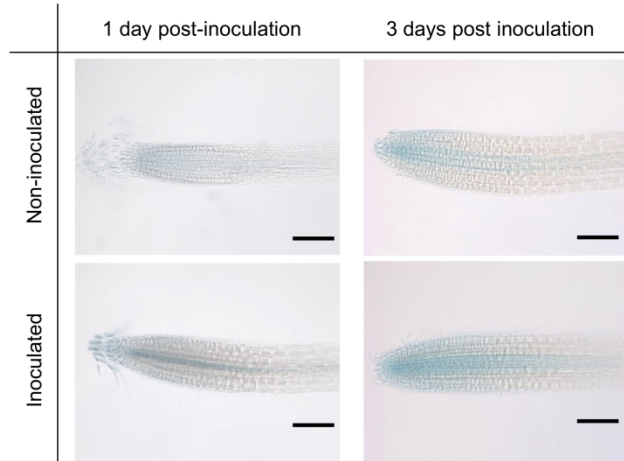 1 day post-inoculation
3 days post inoculation
Non-inoculated
Inoculated